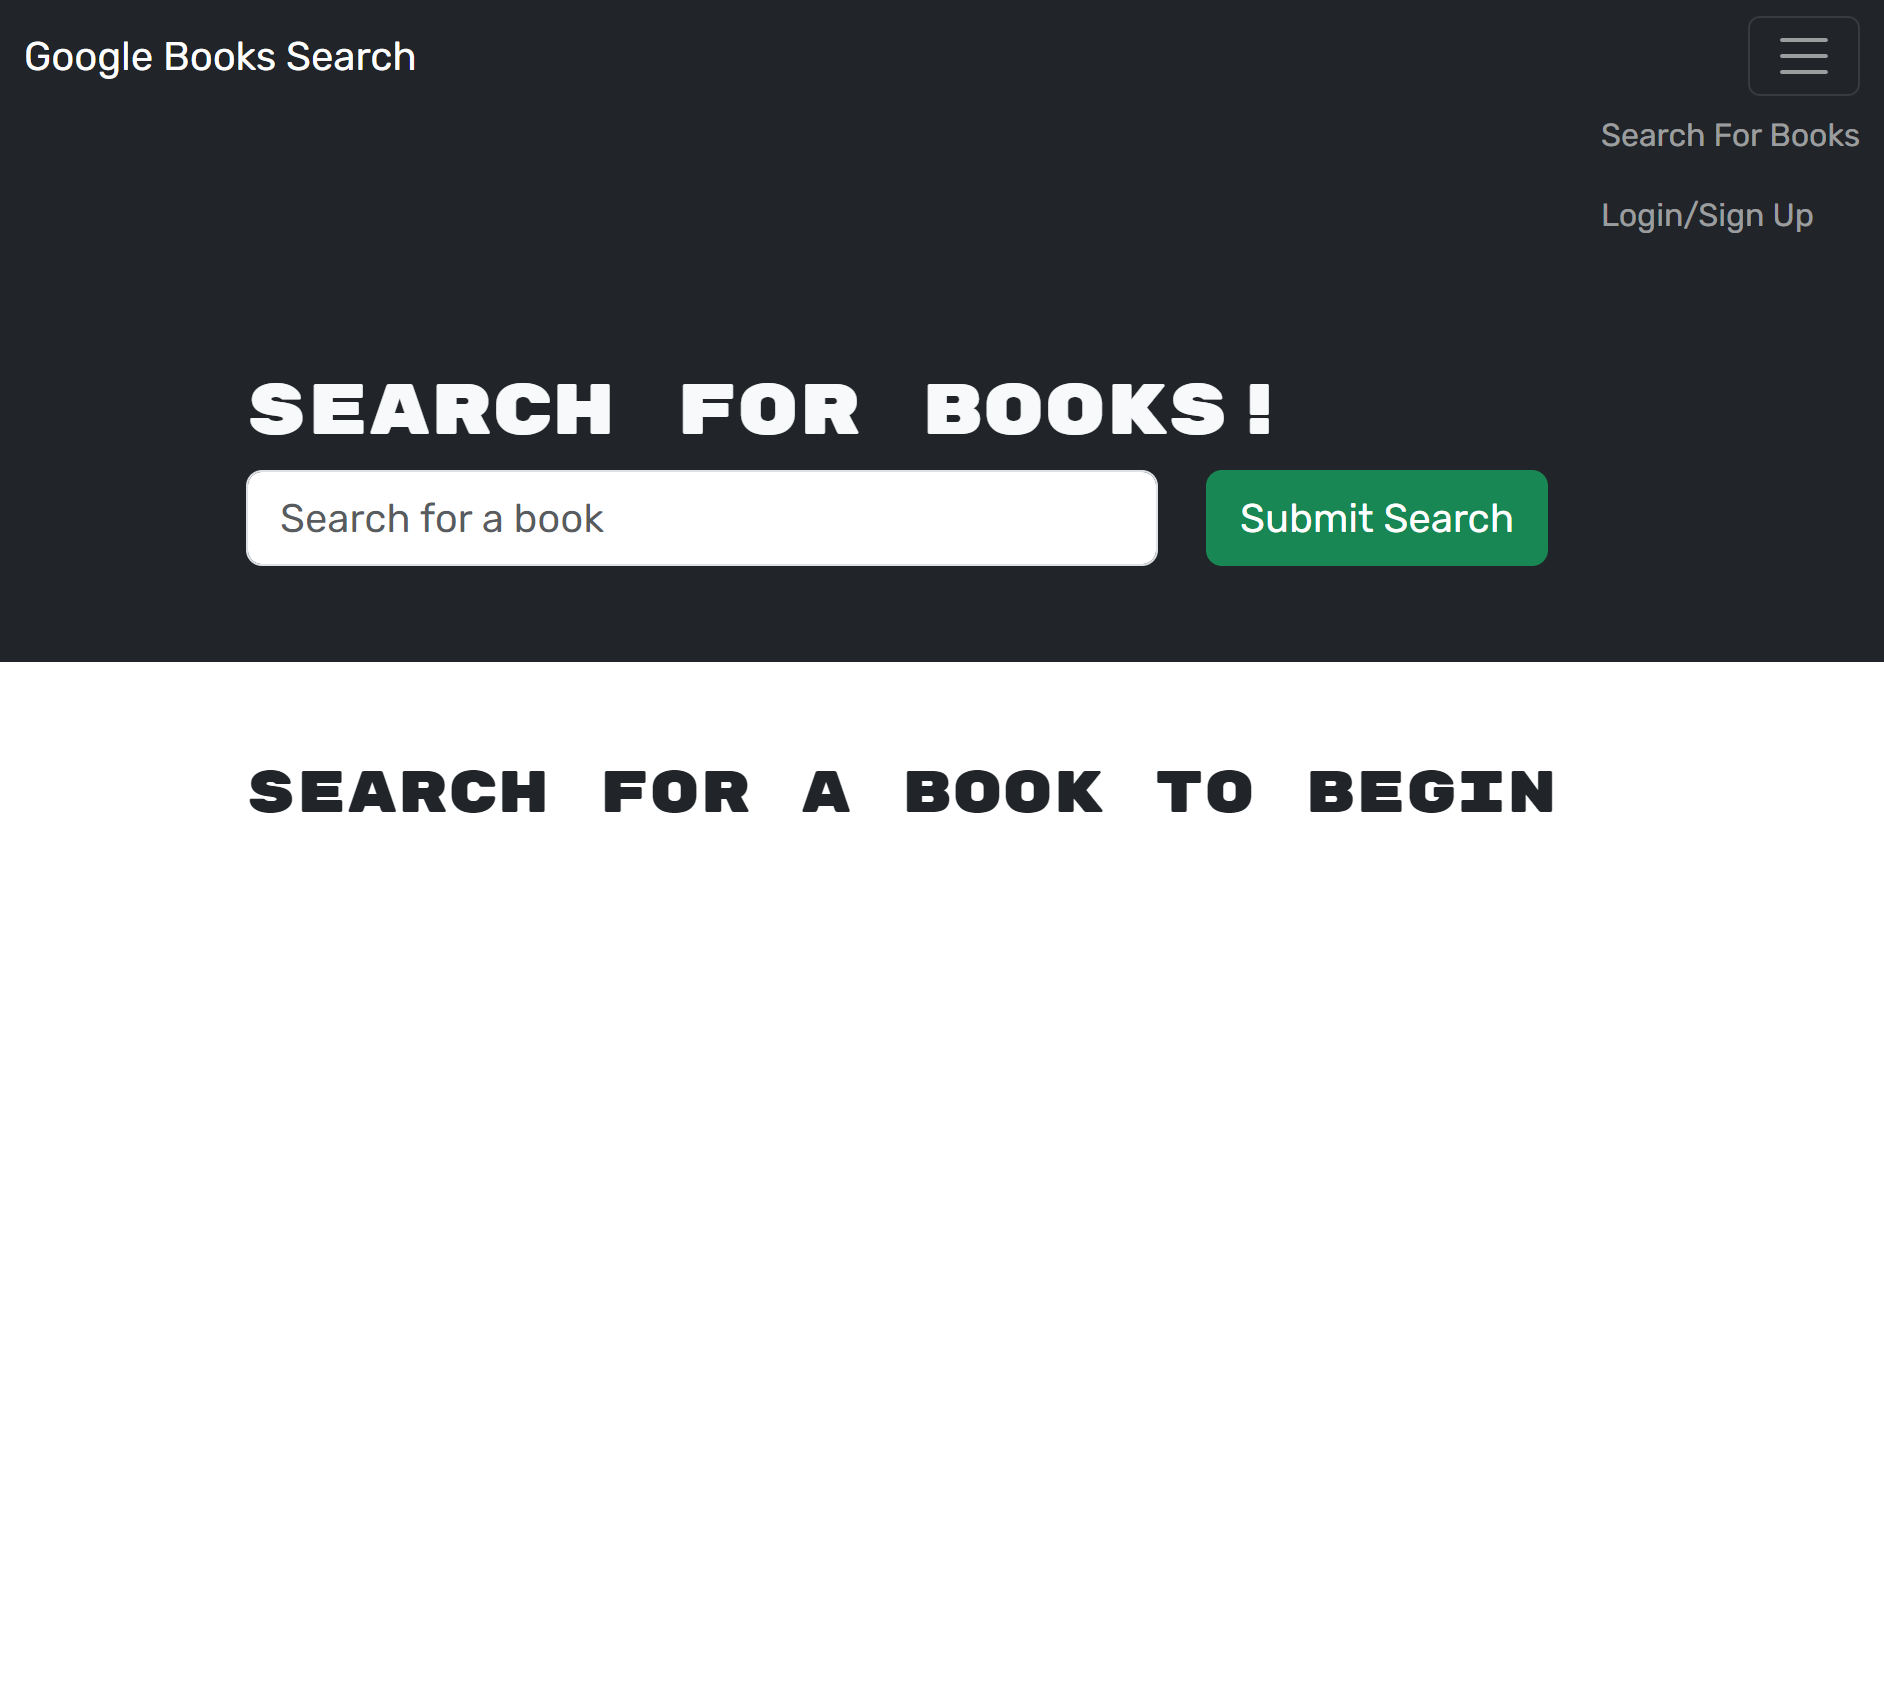 Google Books Search
Search For Books
Login/Sign Up
SEARCH FOR BOOKS!
Search for a book
Submit Search
SEARCH FOR A BOOK TO BEGIN